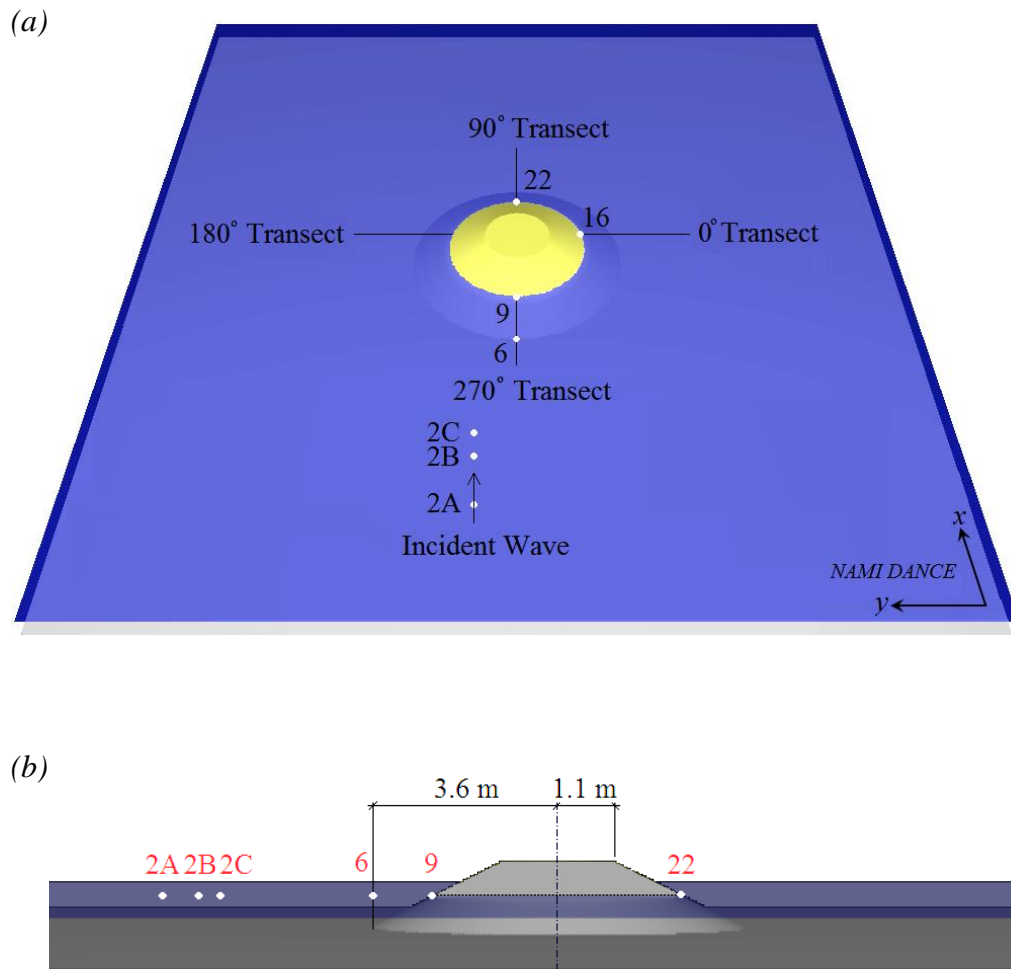 (a)
90° Transect
22
16
180° Transect
0° Transect
9
6
270° Transect
2C
2B
2A
Incident Wave
x
NAMI DANCE
y
(b)
3.6 m 1.1 m
2A 2B 2C 6 9 22